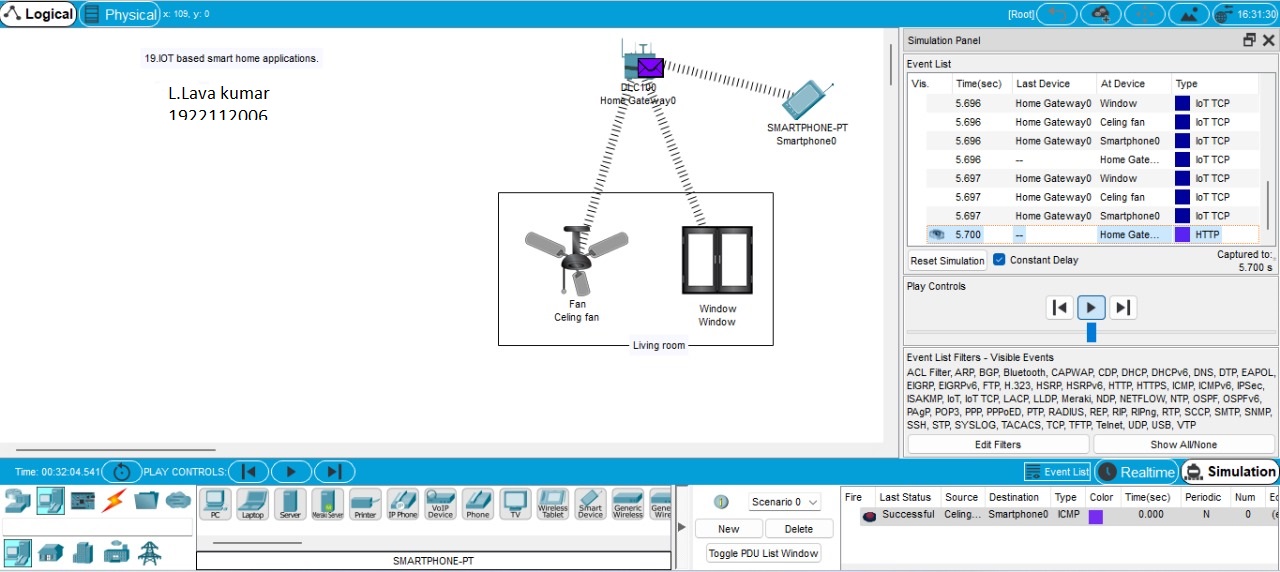 Logical
Physical
x: 109, y: 0
[Root]
16:31:30
19.IOT based smart home applications.
L.Lava kumar
1922112006
DLC100
Home Gateway0
SMARTPHONE-PT
Smartphone0
Fan
Celing fan
Window
Window
Living room
Simulation Panel
Event List
Vis. Time(sec) Last Device At Device Type
5.696 Home Gateway0 Window IoT TCP
5.696 Home Gateway0 Celing fan IoT TCP
5.696 Home Gateway0 Smartphone0 IoT TCP
5.696 -- Home Gate... IoT TCP
5.697 Home Gateway0 Window IoT TCP
5.697 Home Gateway0 Celing fan IoT TCP
5.697 Home Gateway0 Smartphone0 IoT TCP
5.700 -- Home Gate... HTTP
Reset Simulation
Constant Delay
Captured to:
5.700 s
Play Controls
Event List Filters - Visible Events
ACL Filter, ARP, BGP, Bluetooth, CAPWAP, CDP, DHCP, DHCPv6, DNS, DTP, EAPOL,
EIGRP, EIGRPv6, FTP, H.323, HSRP, HSRPv6, HTTP, HTTPS, ICMP, ICMPv6, IPSec,
ISAKMP, IoT, IoT TCP, LACP, LLDP, Meraki, NDP, NETFLOW, NTP, OSPF, OSPFv6,
PAgP, POP3, PPP, PPPoED, PTP, RADIUS, REP, RIP, RIPng, RTP, SCCP, SMTP, SNMP,
SSH, STP, SYSLOG, TACACS, TCP, TFTP, Telnet, UDP, USB, VTP
Edit Filters
Show All/None
Time: 00:32:04.541
PLAY CONTROLS:
Event List
Realtime
Simulation
PC
Laptop
Server
Meraki Server
Printer
IP Phone
VoIP Device
Phone
TV
Wireless Tablet
Smart Device
Generic Wireless
SMARTPHONE-PT
Scenario 0
New
Delete
Toggle PDU List Window
Fire Last Status Source Destination Type Color Time(sec) Periodic Num
Successful Celing... Smartphone0 ICMP 0.000 N 0